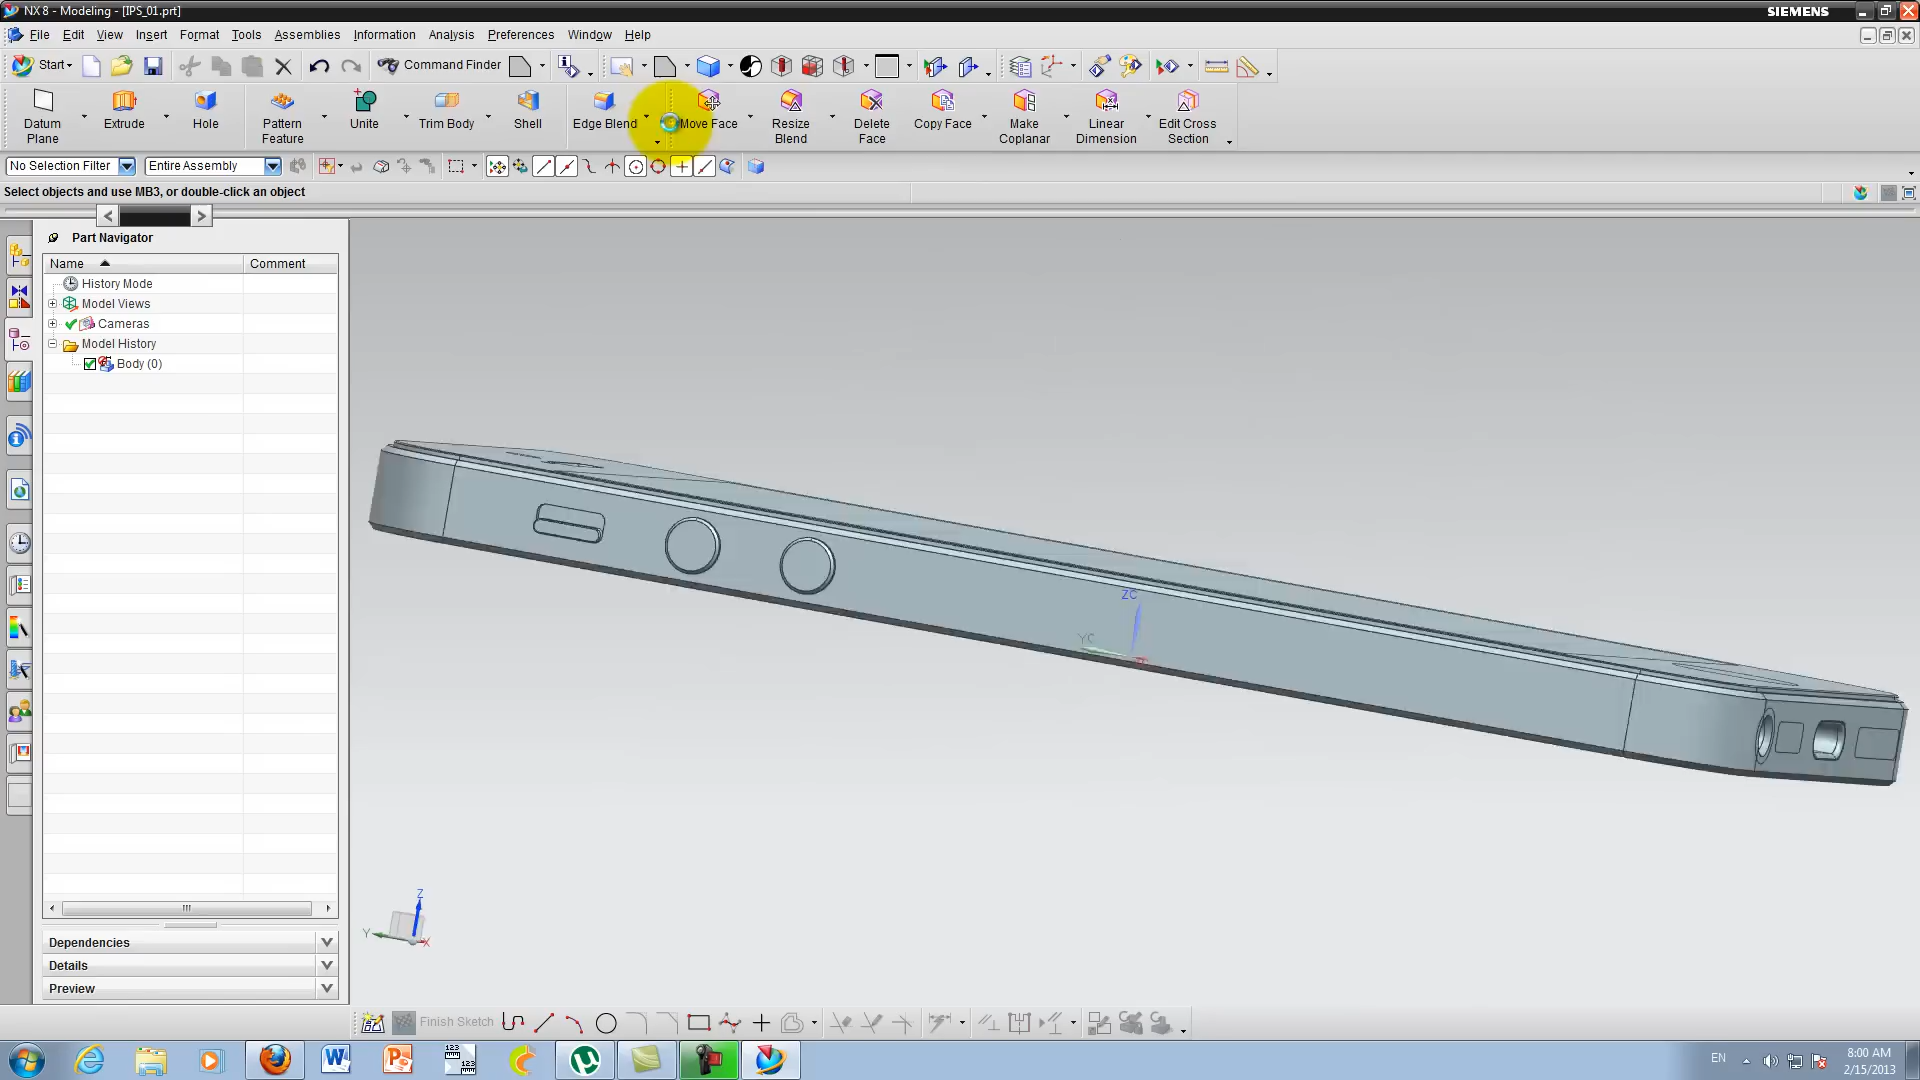 NX 8 - Modeling - [IPS_01.prt]
SIEMENS
File Edit View Insert Format Tools Assemblies Information Analysis Preferences Window Help
Start Command Finder
Datum Plane
Extrude
Hole
Pattern Feature
Unite
Trim Body
Shell
Edge Blend
Move Face
Resize Blend
Delete Face
Copy Face
Make Coplanar
Linear Dimension
Edit Cross Section
No Selection Filter Entire Assembly
Select objects and use MB3, or double-click an object
Part Navigator
Name Comment
History Mode
Model Views
Cameras
Model History
Body (0)
ZC
YC
Z
Y
X
Dependencies
Details
Preview
Finish Sketch
123
123
EN
8:00 AM
2/15/2013